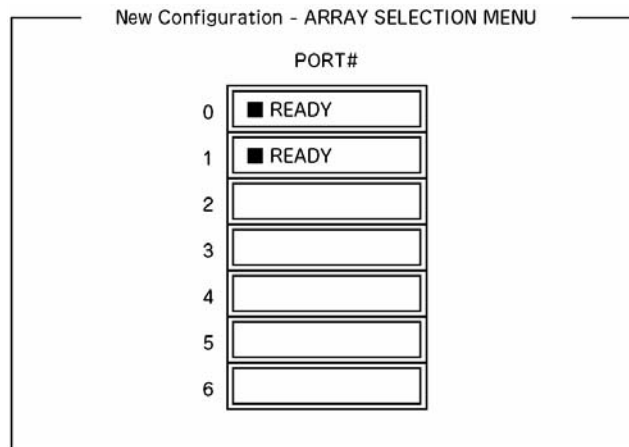 New Configuration - ARRAY SELECTION MENU
PORT#
0 ■ READY
1 ■ READY
2
3
4
5
6